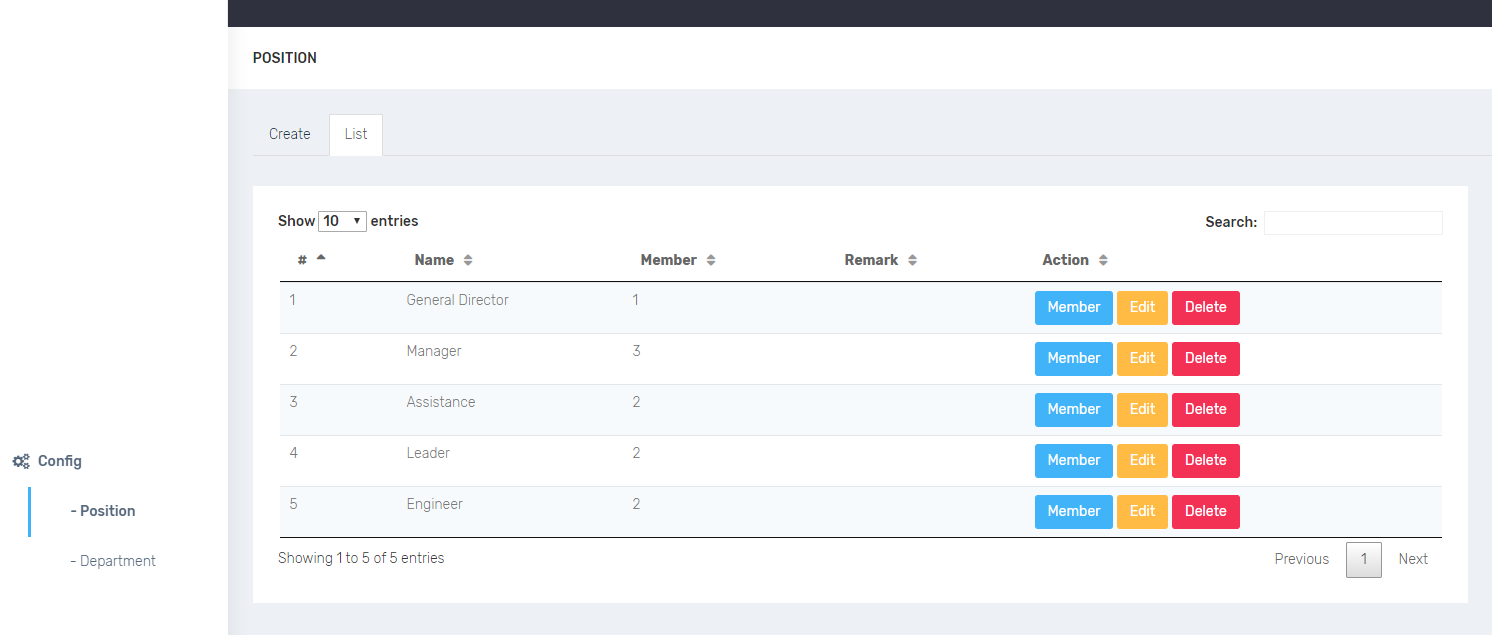 POSITION
Create List
Show 10 entries Search:
# Name Member Remark Action
1 General Director 1 Member Edit Delete
2 Manager 3 Member Edit Delete
3 Assistance 2 Member Edit Delete
4 Leader 2 Member Edit Delete
5 Engineer 2 Member Edit Delete
Showing 1 to 5 of 5 entries Previous 1 Next
Config
- Position
- Department